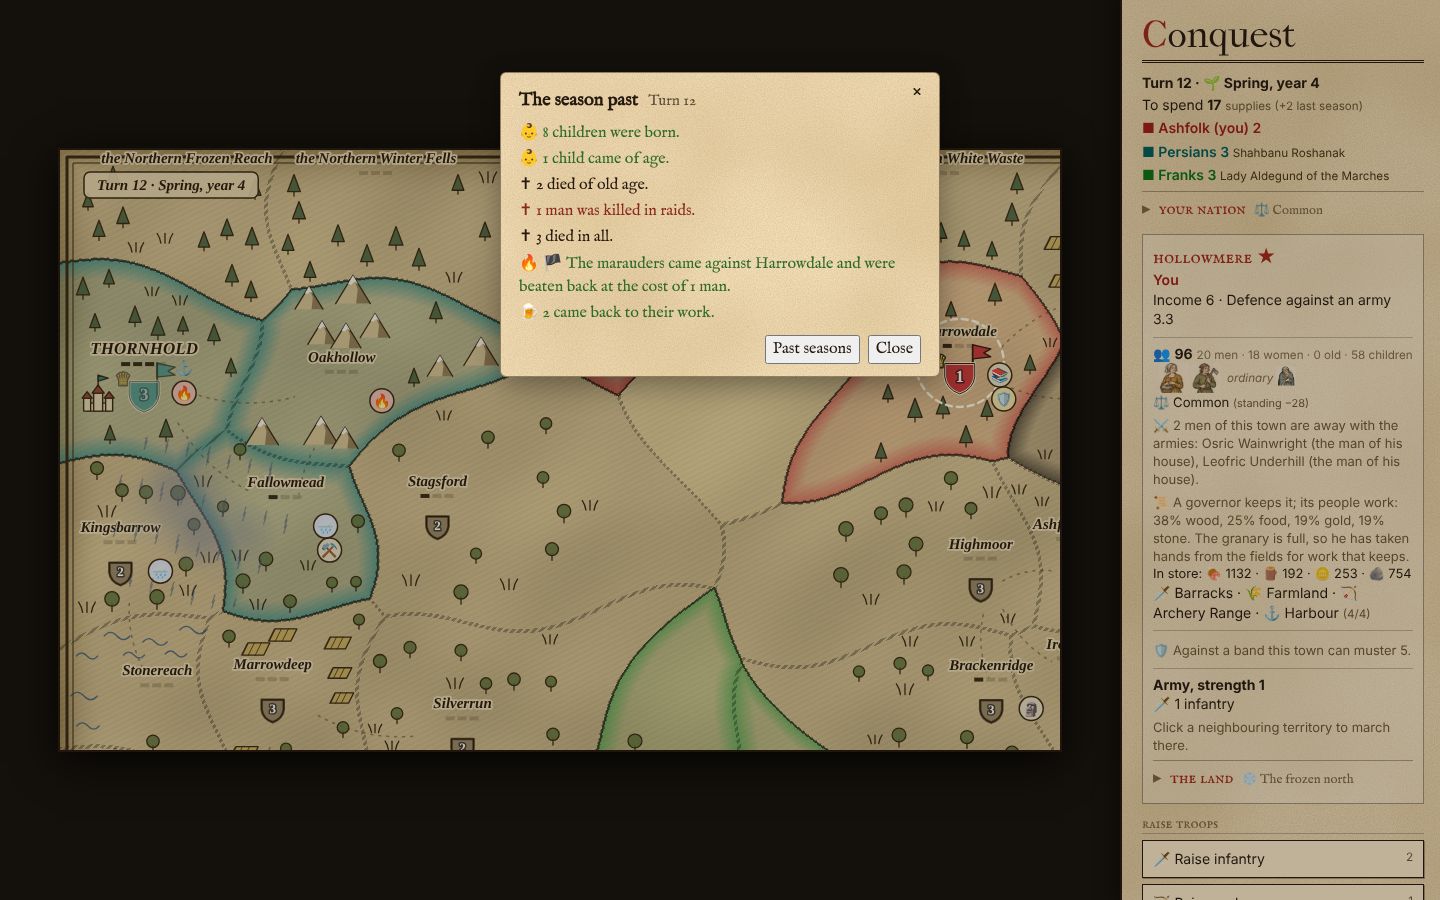 the Northern Frozen Reach
the Northern Winter Fells
White Waste
Turn 12 · Spring, year 4
THORNHOLD
3
Oakhollow
Harrowdale
1
Fallowmead
Stagsford
2
Kingsbarrow
2
Highmoor
3
Stonereach
Marrowdeep
3
Silverrun
2
Brackenridge
3
The season past Turn 12
×
8 children were born.
1 child came of age.
✝ 2 died of old age.
✝ 1 man was killed in raids.
✝ 3 died in all.
The marauders came against Harrowdale and were
beaten back at the cost of 1 man.
2 came back to their work.
Past seasons
Close
Conquest
Turn 12 · Spring, year 4
To spend 17 supplies (+2 last season)
Ashfolk (you) 2
Persians 3 Shahbanu Roshanak
Franks 3 Lady Aldegund of the Marches
▶ YOUR NATION Common
HOLLOWMERE ★
You
Income 6 · Defence against an army
3.3
96 20 men · 18 women · 0 old · 58 children
ordinary
Common (standing −28)
2 men of this town are away with the
armies: Osric Wainwright (the man of his
house), Leofric Underhill (the man of his
house).
A governor keeps it; its people work:
38% wood, 25% food, 19% gold, 19%
stone. The granary is full, so he has taken
hands from the fields for work that keeps.
In store: 1132 · 192 · 253 · 754
Barracks · Farmland ·
Archery Range · Harbour (4/4)
Against a band this town can muster 5.
Army, strength 1
1 infantry
Click a neighbouring territory to march
there.
▶ THE LAND The frozen north
RAISE TROOPS
Raise infantry 2